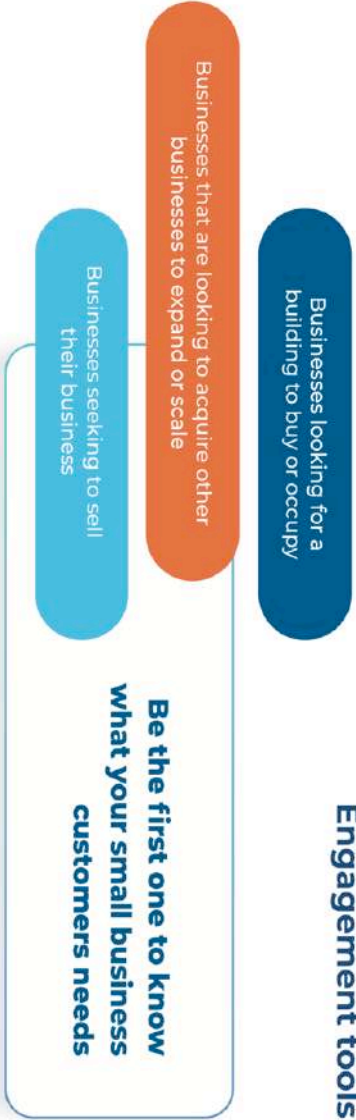 Engagement tools
Businesses looking for a
building to buy or occupy
Businesses that are looking to acquire other
businesses to expand or scale
Businesses seeking to sell
their business
Be the first one to know
what your small business
customers needs